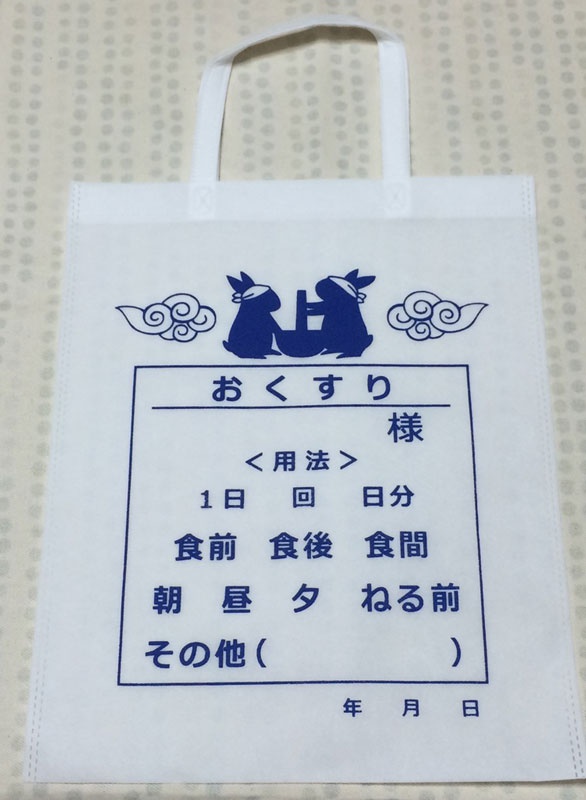 おくすり
様
＜用法＞
1日 回 日分
食前 食後 食間
朝 昼 夕 ねる前
その他( )
年 月 日